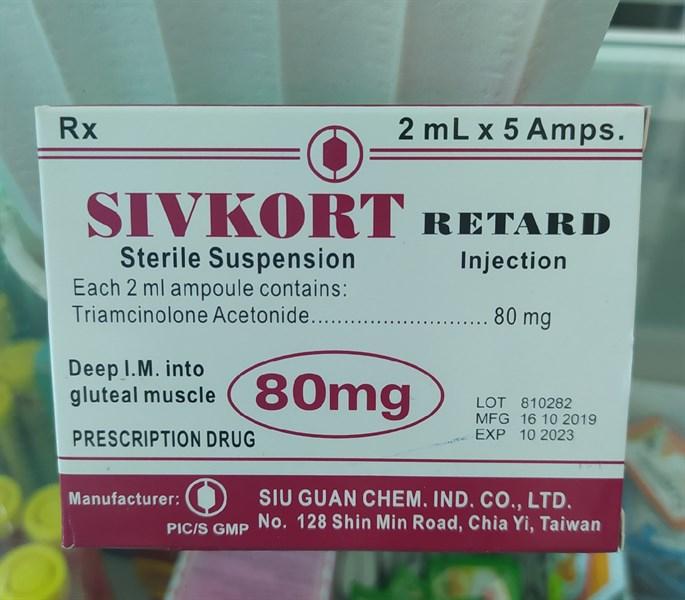 Rx
2 mL x 5 Amps.
SIVKORT RETARD
Sterile Suspension Injection
Each 2 ml ampoule contains:
Triamcinolone Acetonide........................... 80 mg
Deep I.M. into
gluteal muscle
80mg
PRESCRIPTION DRUG
LOT 810282
MFG 16 10 2019
EXP 10 2023
Manufacturer:
PIC/S GMP
SIU GUAN CHEM. IND. CO., LTD.
No. 128 Shin Min Road, Chia Yi, Taiwan